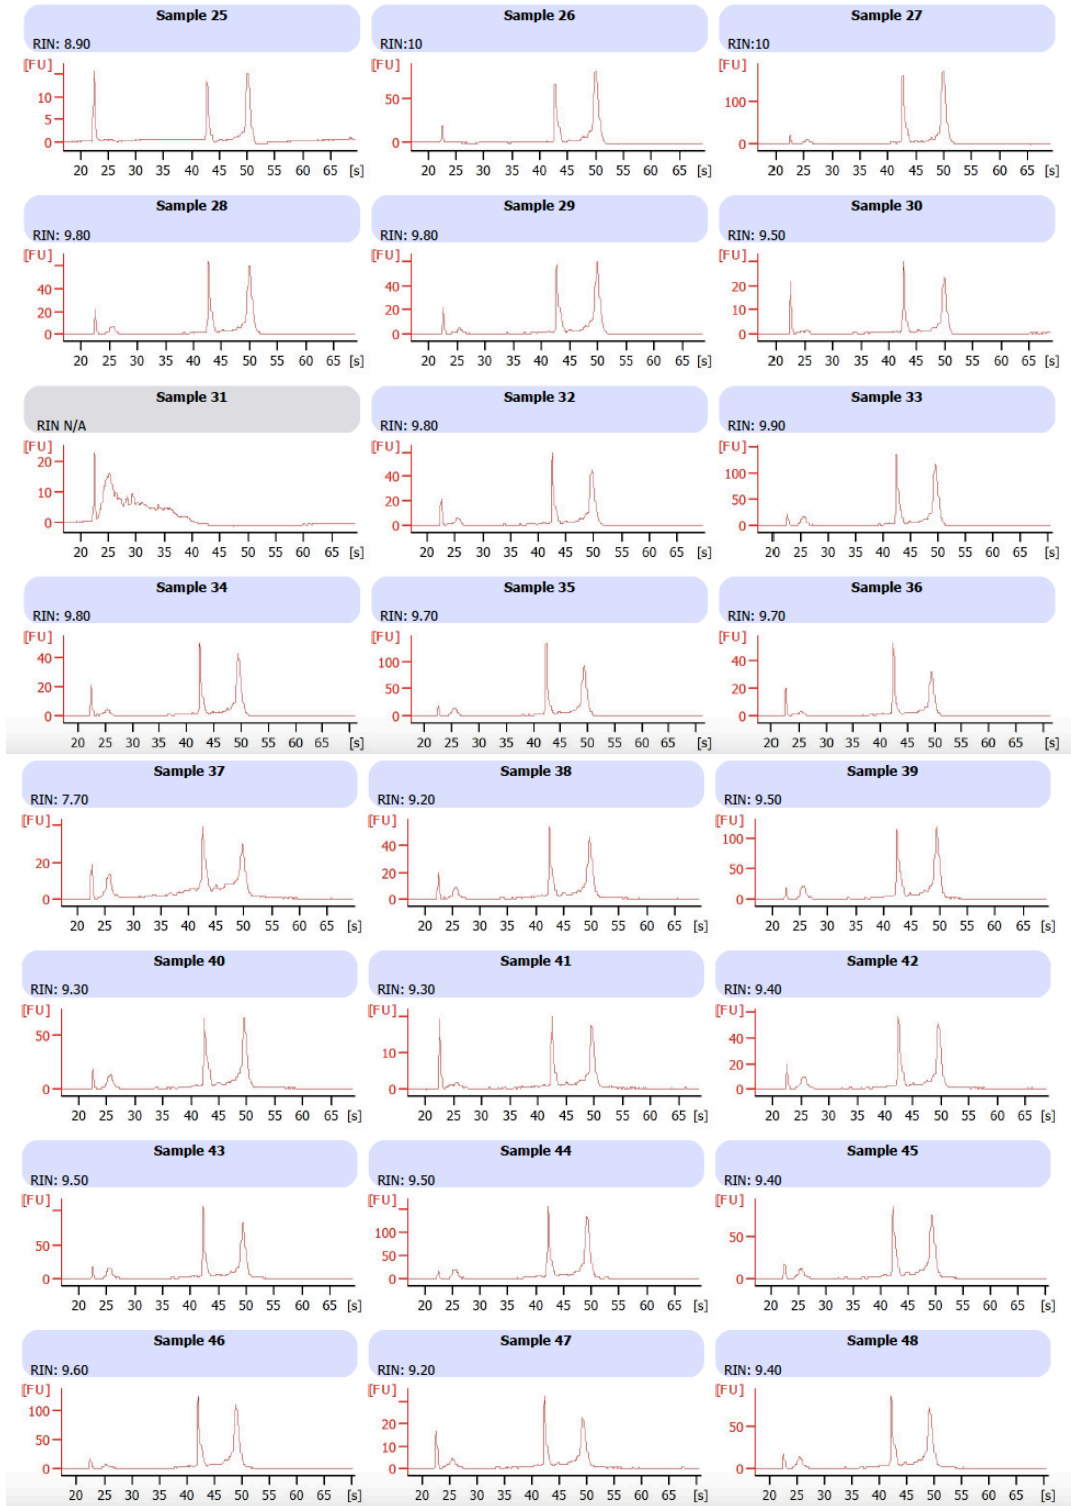 Sample 25
RIN: 8.90
[FU]
10
5
0
20 25 30 35 40 45 50 55 60 65 [s]
Sample 26
RIN:10
[FU]
50
0
20 25 30 35 40 45 50 55 60 65 [s]
Sample 27
RIN:10
[FU]
100
0
20 25 30 35 40 45 50 55 60 65 [s]
Sample 28
RIN: 9.80
[FU]
40
20
0
20 25 30 35 40 45 50 55 60 65 [s]
Sample 29
RIN: 9.80
[FU]
40
20
0
20 25 30 35 40 45 50 55 60 65 [s]
Sample 30
RIN: 9.50
[FU]
20
10
0
20 25 30 35 40 45 50 55 60 65 [s]
Sample 31
RIN N/A
[FU]
20
10
0
20 25 30 35 40 45 50 55 60 65 [s]
Sample 32
RIN: 9.80
[FU]
40
20
0
20 25 30 35 40 45 50 55 60 65 [s]
Sample 33
RIN: 9.90
[FU]
100
50
0
20 25 30 35 40 45 50 55 60 65 [s]
Sample 34
RIN: 9.80
[FU]
40
20
0
20 25 30 35 40 45 50 55 60 65 [s]
Sample 35
RIN: 9.70
[FU]
100
50
0
20 25 30 35 40 45 50 55 60 65 [s]
Sample 36
RIN: 9.70
[FU]
40
20
0
20 25 30 35 40 45 50 55 60 65 [s]
Sample 37
RIN: 7.70
[FU]
20
0
20 25 30 35 40 45 50 55 60 65 [s]
Sample 38
RIN: 9.20
[FU]
40
20
0
20 25 30 35 40 45 50 55 60 65 [s]
Sample 39
RIN: 9.50
[FU]
100
50
0
20 25 30 35 40 45 50 55 60 65 [s]
Sample 40
RIN: 9.30
[FU]
50
0
20 25 30 35 40 45 50 55 60 65 [s]
Sample 41
RIN: 9.30
[FU]
10
0
20 25 30 35 40 45 50 55 60 65 [s]
Sample 42
RIN: 9.40
[FU]
40
20
0
20 25 30 35 40 45 50 55 60 65 [s]
Sample 43
RIN: 9.50
[FU]
50
0
20 25 30 35 40 45 50 55 60 65 [s]
Sample 44
RIN: 9.50
[FU]
100
50
0
20 25 30 35 40 45 50 55 60 65 [s]
Sample 45
RIN: 9.40
[FU]
50
0
20 25 30 35 40 45 50 55 60 65 [s]
Sample 46
RIN: 9.60
[FU]
100
50
0
20 25 30 35 40 45 50 55 60 65 [s]
Sample 47
RIN: 9.20
[FU]
20
10
0
20 25 30 35 40 45 50 55 60 65 [s]
Sample 48
RIN: 9.40
[FU]
50
0
20 25 30 35 40 45 50 55 60 65 [s]